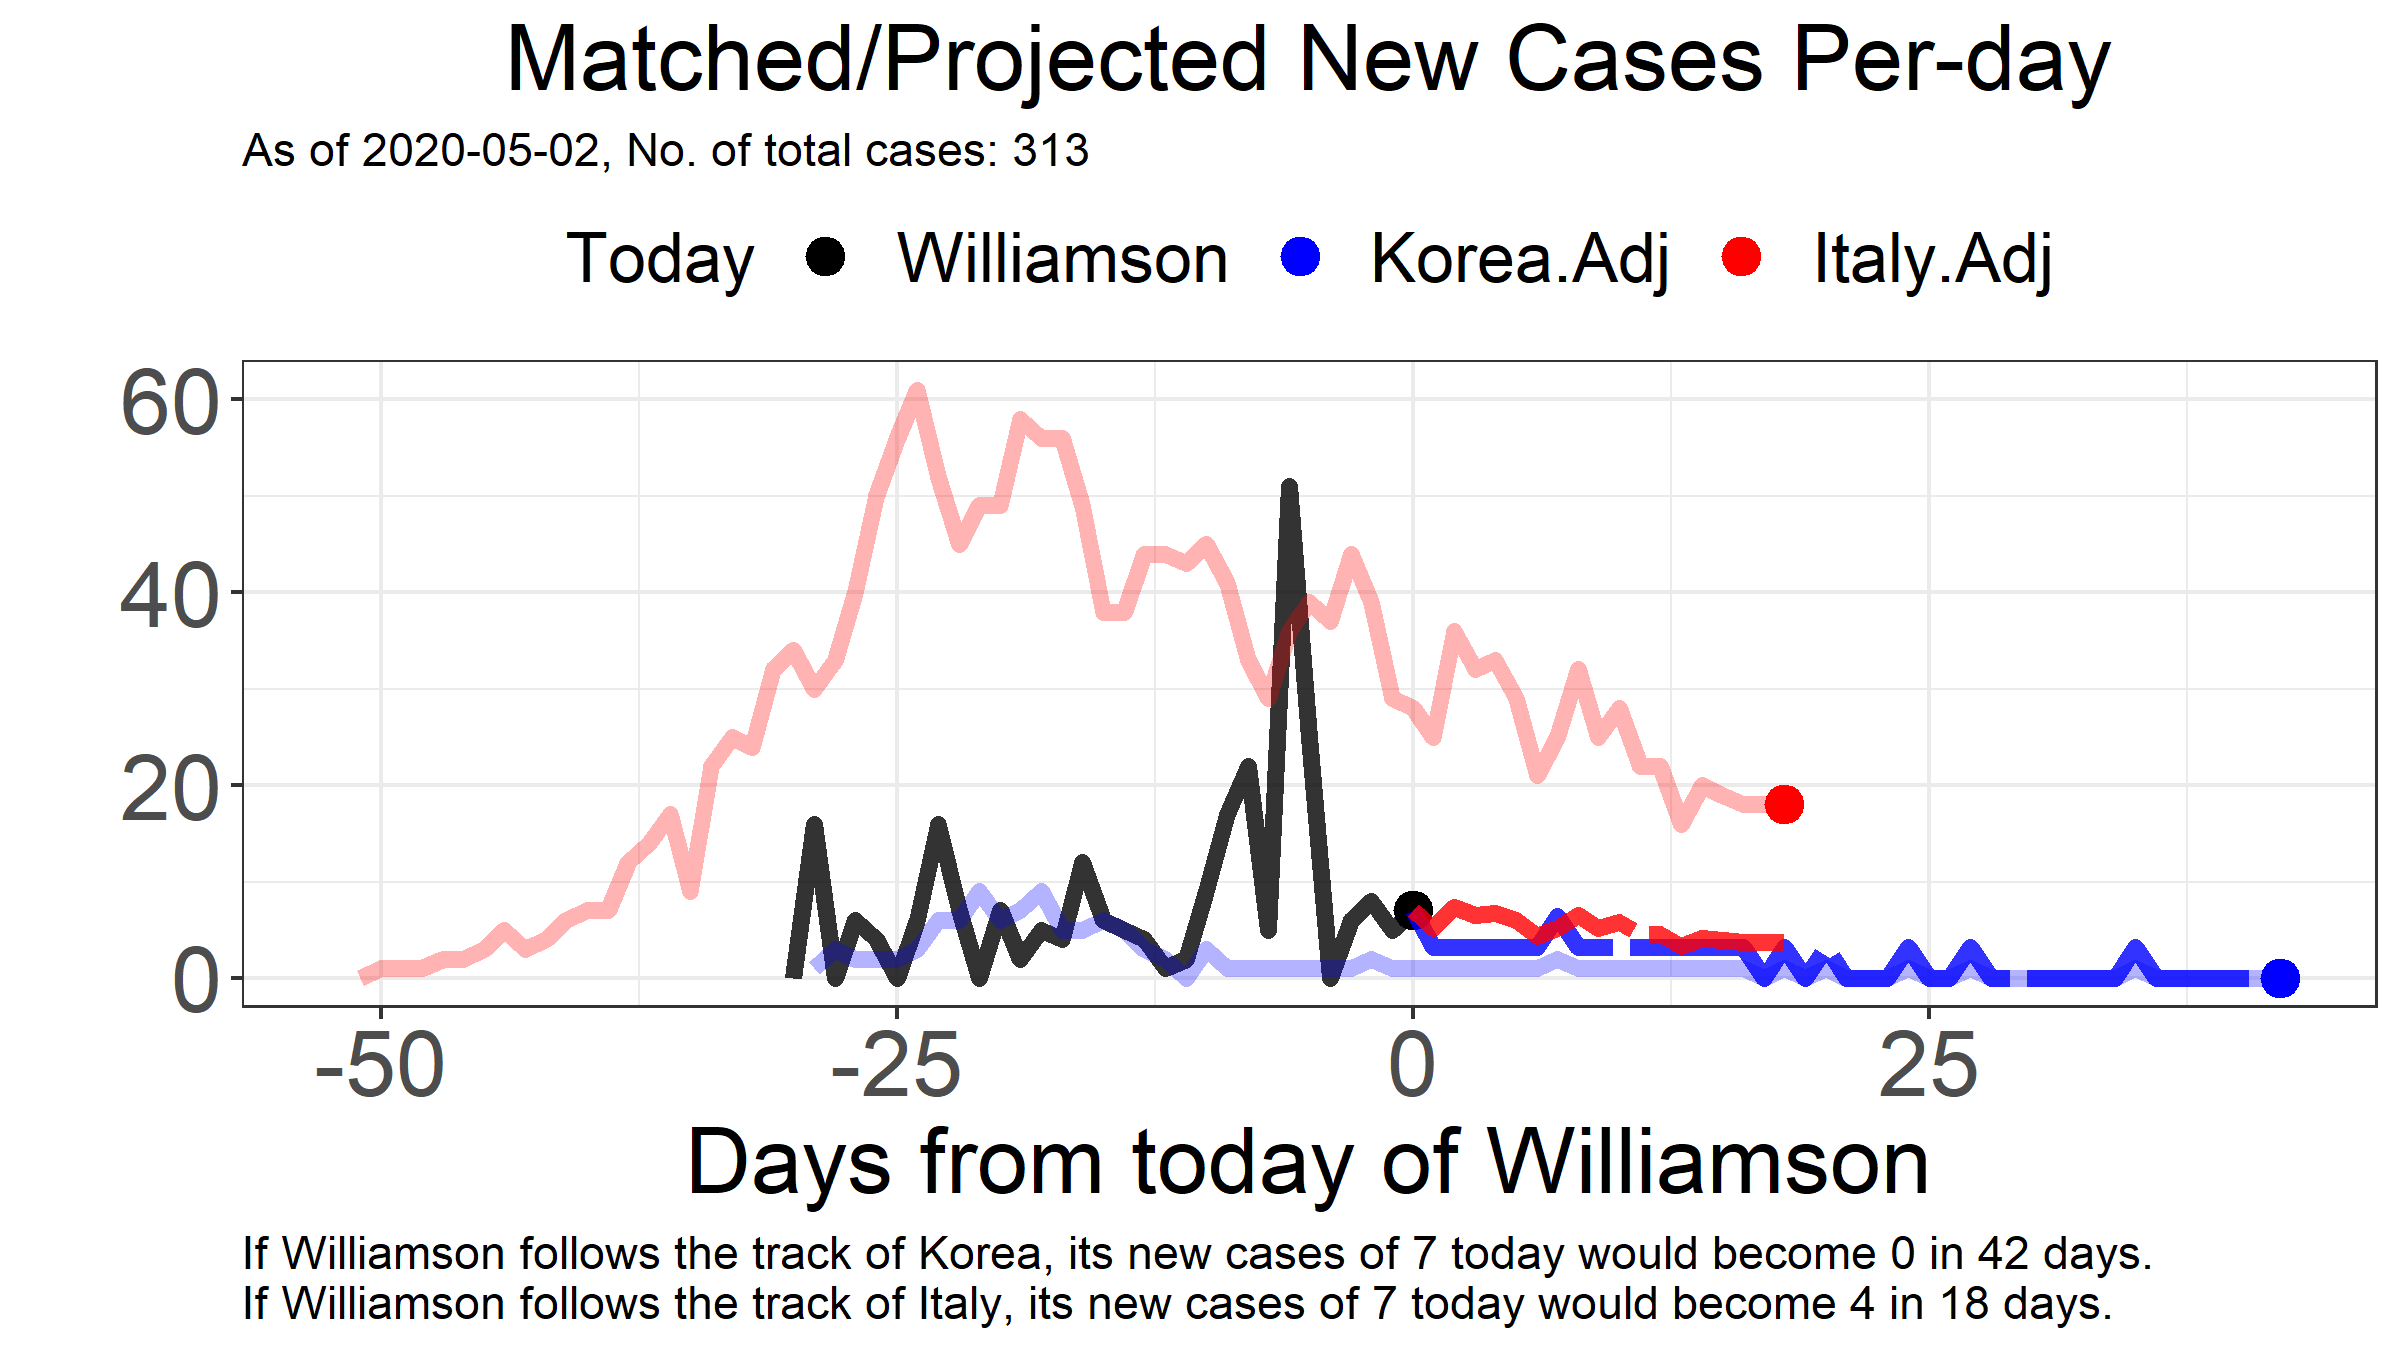 Matched/Projected New Cases Per-day
As of 2020-05-02, No. of total cases: 313
Today Williamson Korea.Adj Italy.Adj
60
40
20
0
-50 -25 0 25
Days from today of Williamson
If Williamson follows the track of Korea, its new cases of 7 today would become 0 in 42 days.
If Williamson follows the track of Italy, its new cases of 7 today would become 4 in 18 days.